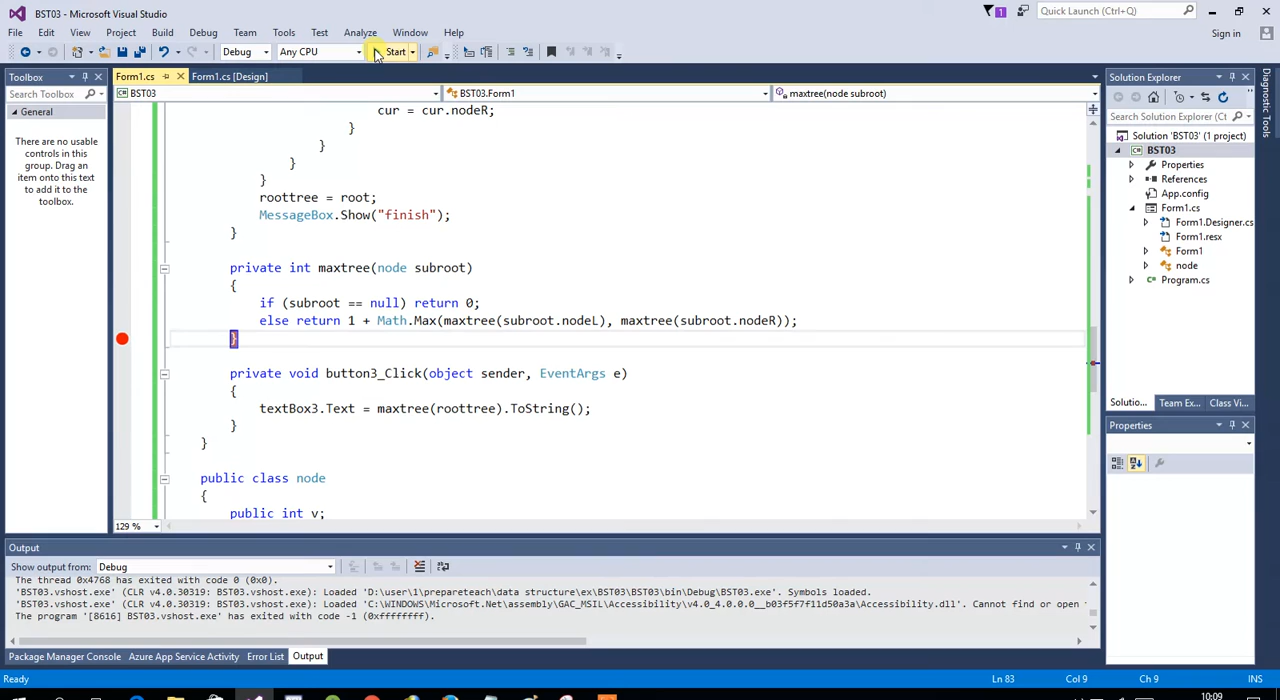 BST03 - Microsoft Visual Studio
1
Quick Launch (Ctrl+Q)
File Edit View Project Build Debug Team Tools Test Analyze Window Help
Sign in
Debug Any CPU Start
Toolbox
Form1.cs
Form1.cs [Design]
Solution Explorer
Diagnostic Tools
Search Toolbox
BST03
BST03.Form1
maxtree(node subroot)
General
There are no usable
controls in this
group. Drag an
item onto this text
to add it to the
toolbox.
cur = cur.nodeR;
}
}
}
}
roottree = root;
MessageBox.Show("finish");
}
private int maxtree(node subroot)
{
if (subroot == null) return 0;
else return 1 + Math.Max(maxtree(subroot.nodeL), maxtree(subroot.nodeR));
}
private void button3_Click(object sender, EventArgs e)
{
textBox3.Text = maxtree(roottree).ToString();
}
}
public class node
{
public int v;
129 %
Search Solution Explorer (Ct
Solution 'BST03' (1 project)
BST03
Properties
References
App.config
Form1.cs
Form1.Designer.cs
Form1.resx
Form1
node
Program.cs
Solutio... Team Ex... Class Vi...
Properties
Output
Show output from: Debug
The thread 0x4768 has exited with code 0 (0x0).
'BST03.vshost.exe' (CLR v4.0.30319: BST03.vshost.exe): Loaded 'D:\user\1\prepareteach\data structure\ex\BST03\BST03\bin\Debug\BST03.exe'. Symbols loaded.
'BST03.vshost.exe' (CLR v4.0.30319: BST03.vshost.exe): Loaded 'C:\WINDOWS\Microsoft.Net\assembly\GAC_MSIL\Accessibility\v4.0_4.0.0.0__b03f5f7f11d50a3a\Accessibility.dll'. Cannot find or open
The program '[8616] BST03.vshost.exe' has exited with code -1 (0xffffffff).
Package Manager Console Azure App Service Activity Error List Output
Ready
Ln 83
Col 9
Ch 9
INS
10:09